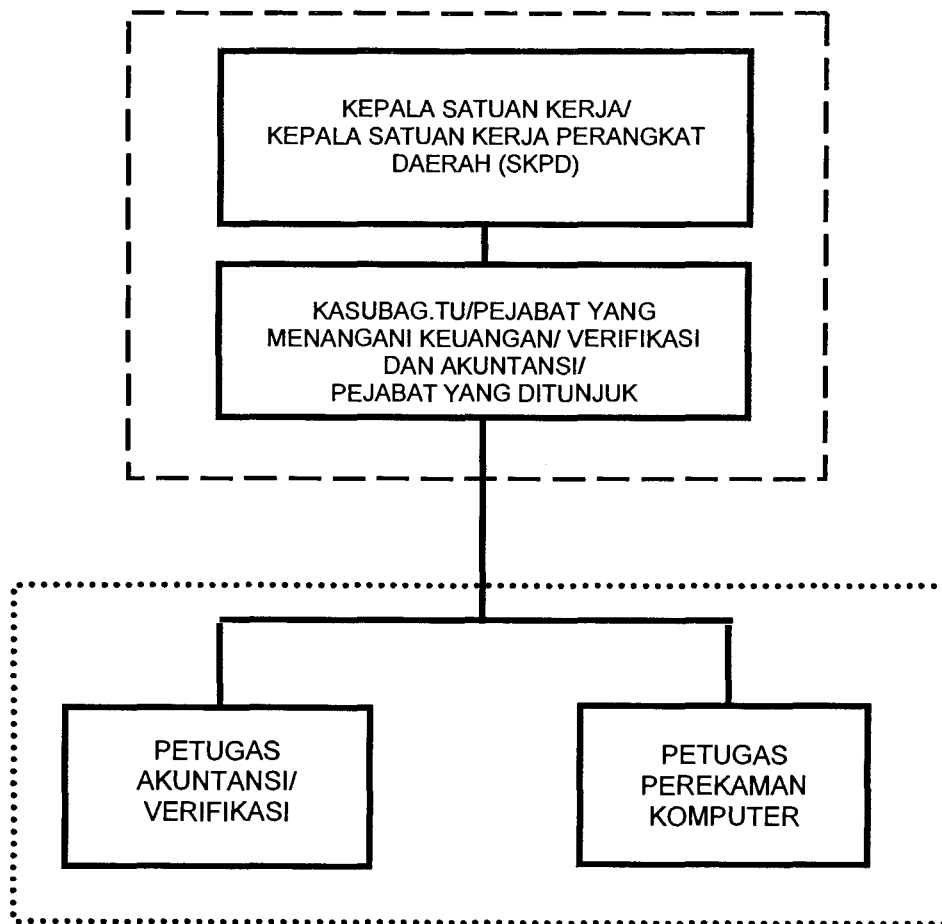 KEPALA SATUAN KERJA/
KEPALA SATUAN KERJA PERANGKAT
DAERAH (SKPD)
KASUBAG.TU/PEJABAT YANG
MENANGANI KEUANGAN/ VERIFIKASI
DAN AKUNTANSI/
PEJABAT YANG DITUNJUK
PETUGAS
AKUNTANSI/
VERIFIKASI
PETUGAS
PEREKAMAN
KOMPUTER